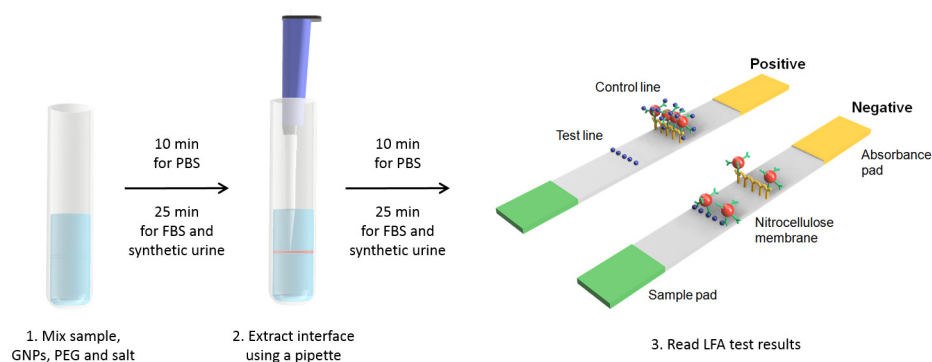 10 min
for PBS
25 min
for FBS and
synthetic urine
10 min
for PBS
25 min
for FBS and
synthetic urine
Positive
Control line
Test line
Negative
Absorbance
pad
Nitrocellulose
membrane
Sample pad
1. Mix sample,
GNPs, PEG and salt
2. Extract interface
using a pipette
3. Read LFA test results